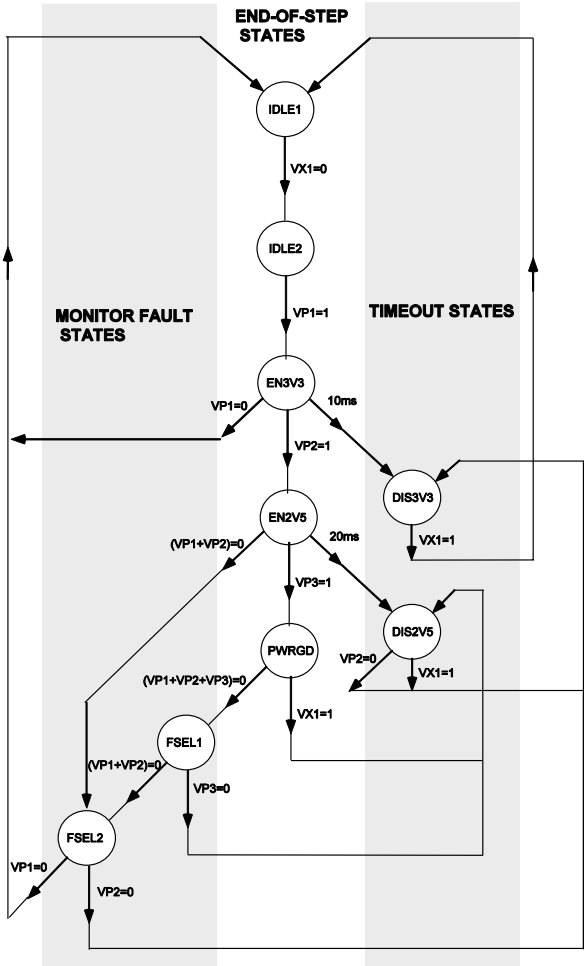 END-OF-STEP
STATES
IDLE1
VX1=0
IDLE2
MONITOR FAULT
STATES
TIMEOUT STATES
VP1=1
EN3V3
VP1=0
10ms
VP2=1
DIS3V3
EN2V5
VX1=1
(VP1+VP2)=0
20ms
VP3=1
DIS2V5
PWRGD
VP2=0
VX1=1
(VP1+VP2+VP3)=0
VX1=1
FSEL1
(VP1+VP2)=0
VP3=0
FSEL2
VP1=0
VP2=0